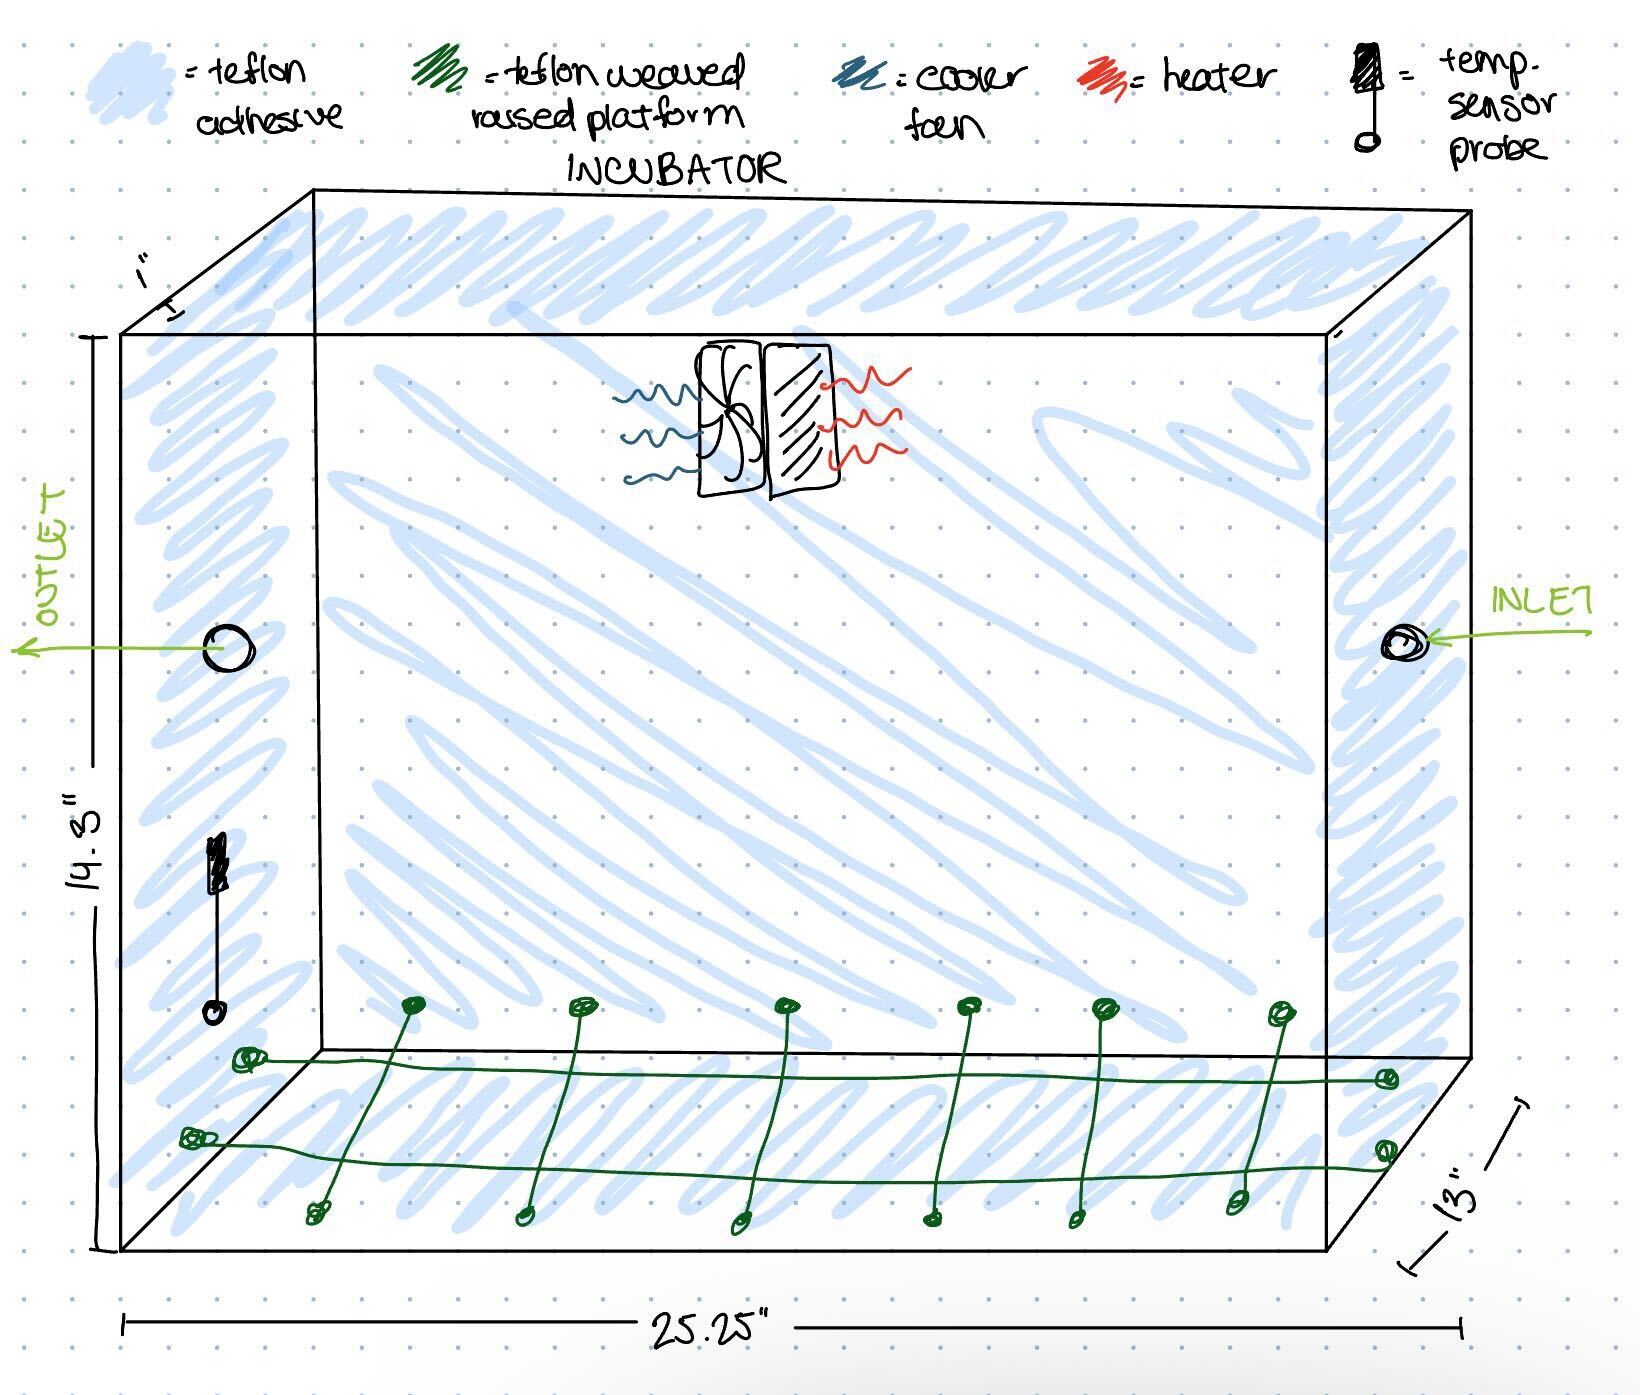 = teflon
adhesive
= teflon weaved
raised platform
= cooler
fan
= heater
= temp.
sensor
probe
INCUBATOR
1"
OUTLET
INLET
14.8"
13"
25.25"